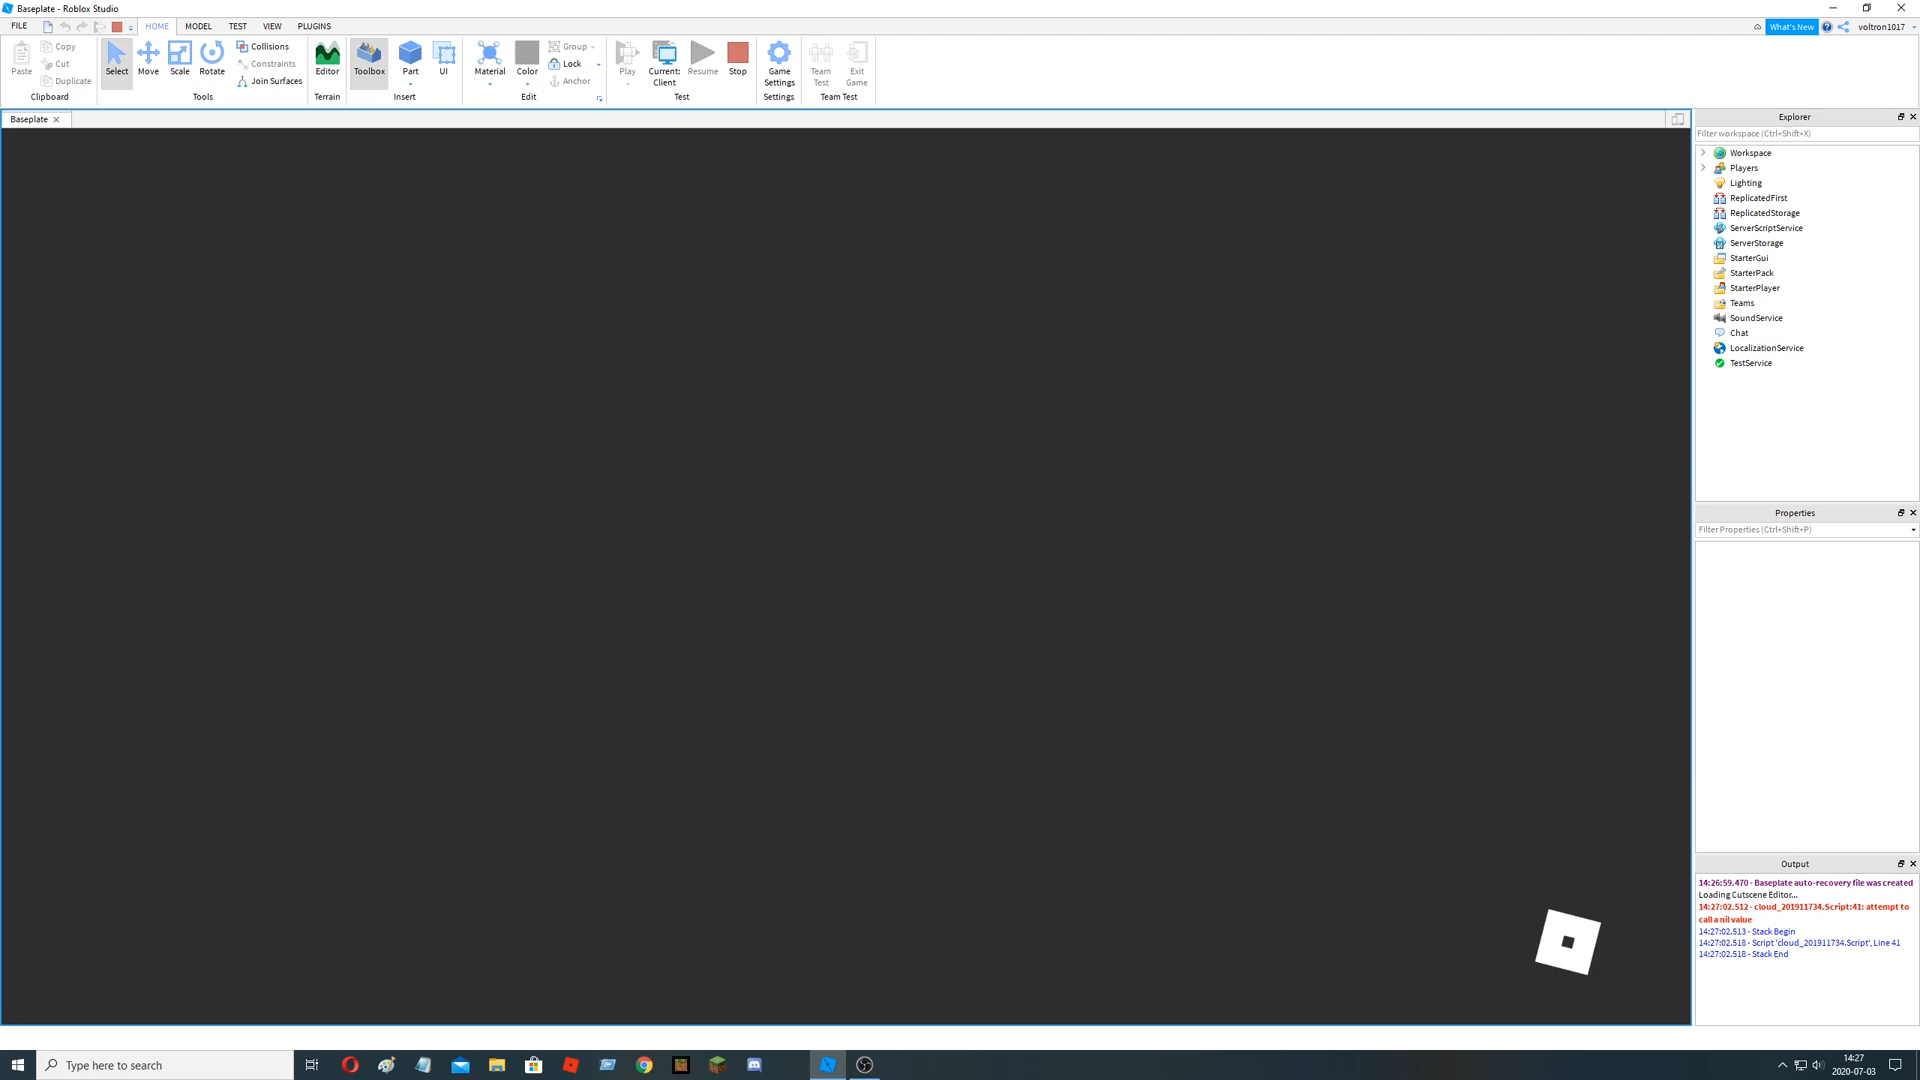 Baseplate - Roblox Studio
FILE HOME MODEL TEST VIEW PLUGINS What's New voltron1017
Paste Copy Cut Duplicate
Clipboard
Select Move Scale Rotate Collisions Constraints Join Surfaces
Tools
Editor
Terrain
Toolbox Part UI
Insert
Material Color Group Lock Anchor
Edit
Play Current: Client Resume Stop
Test
Game Settings
Settings
Team Test Exit Game
Team Test
Baseplate
Explorer
Filter workspace (Ctrl+Shift+X)
Workspace
Players
Lighting
ReplicatedFirst
ReplicatedStorage
ServerScriptService
ServerStorage
StarterGui
StarterPack
StarterPlayer
Teams
SoundService
Chat
LocalizationService
TestService
Properties
Filter Properties (Ctrl+Shift+P)
Output
14:26:59.470 - Baseplate auto-recovery file was created
Loading Cutscene Editor...
14:27:02.512 - cloud_201911734.Script:41: attempt to
call a nil value
14:27:02.513 - Stack Begin
14:27:02.518 - Script 'cloud_201911734.Script', Line 41
14:27:02.518 - Stack End
Type here to search
14:27
2020-07-03